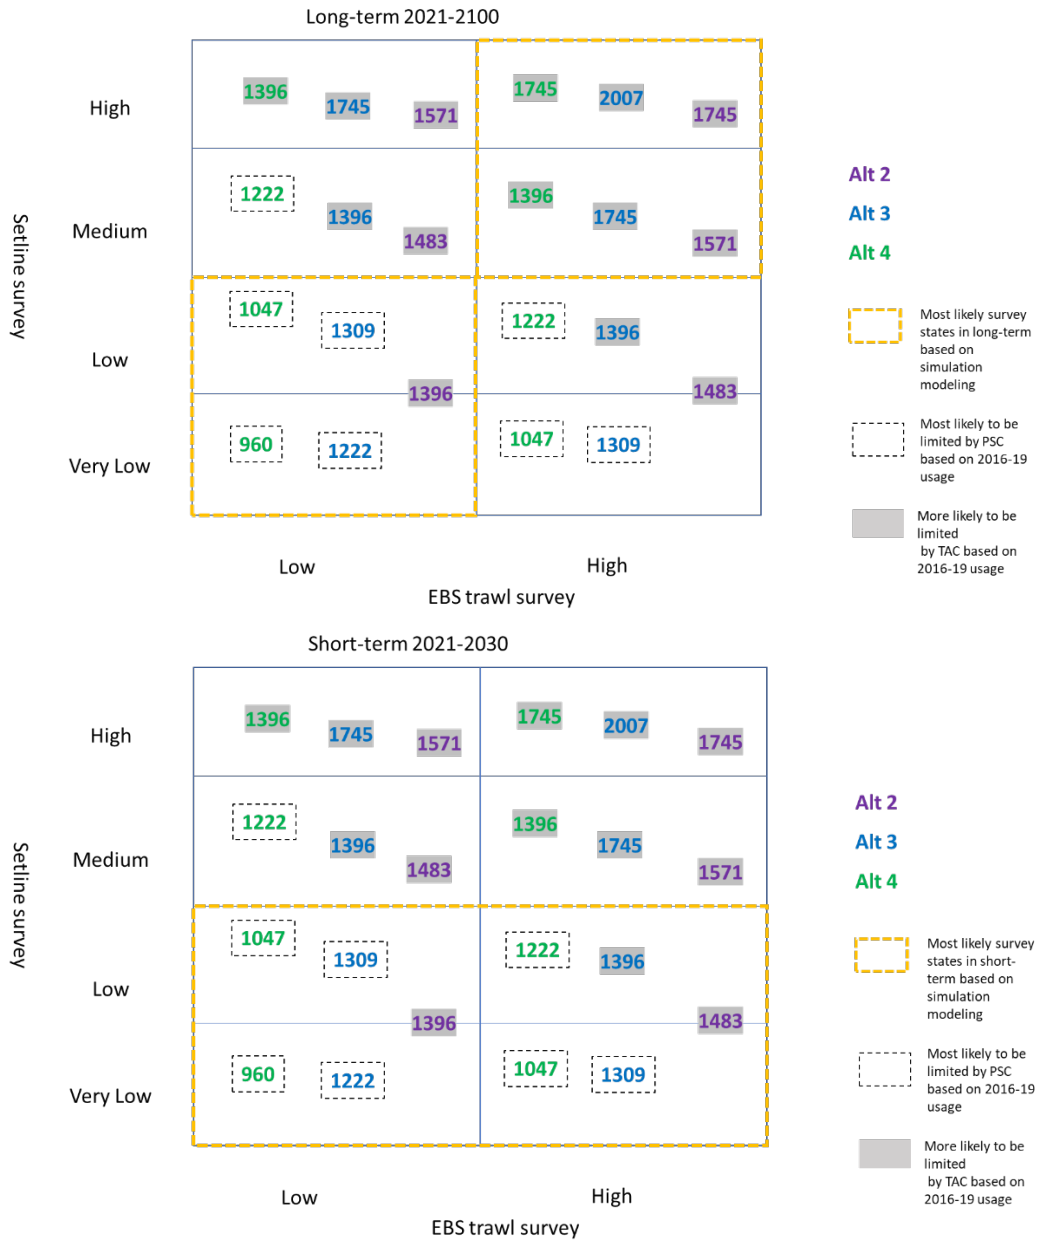 Long-term 2021-2100
High
1396
1745
1571
1745
2007
1745
Medium
1222
1396
1483
1396
1745
1571
Low
1047
1309
1222
1396
1396
1483
Very Low
960
1222
1047
1309
Setline survey
Low
High
EBS trawl survey
Alt 2
Alt 3
Alt 4
Most likely survey
states in long-term
based on
simulation
modeling
Most likely to be
limited by PSC
based on 2016-19
usage
More likely to be
limited
by TAC based on
2016-19 usage
Short-term 2021-2030
High
1396
1745
1571
1745
2007
1745
Medium
1222
1396
1483
1396
1745
1571
Low
1047
1309
1222
1396
1396
1483
Very Low
960
1222
1047
1309
Setline survey
Low
High
EBS trawl survey
Alt 2
Alt 3
Alt 4
Most likely survey
states in short-
term based on
simulation
modeling
Most likely to be
limited by PSC
based on 2016-19
usage
More likely to be
limited
by TAC based on
2016-19 usage